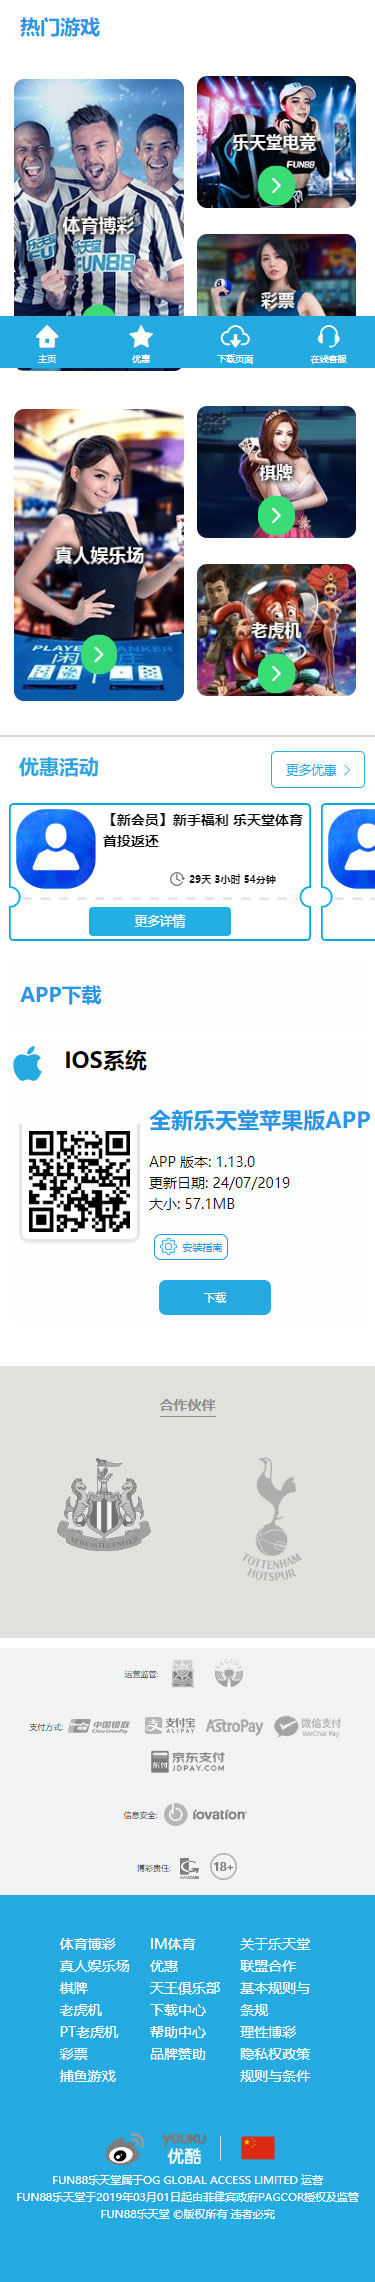 热门游戏
体育博彩
乐天堂电竞
FUN88
乐天堂
FUN88
彩票
主页 优惠 下载页面 在线客服
真人娱乐场
棋牌
老虎机
PLAYER BANKER
优惠活动
更多优惠
【新会员】新手福利 乐天堂体育
首投返还
29天 3小时 54分钟
更多详情
APP下载
IOS系统
全新乐天堂苹果版APP
APP 版本: 1.13.0
更新日期: 24/07/2019
大小: 57.1MB
安装指南
下载
合作伙伴
NEWCASTLE UNITED
TOTTENHAM
HOTSPUR
运营监管:
PAGCOR
支付方式: 中国银联 China UnionPay 支付宝 ALIPAY AstroPay 微信支付 WeChat Pay
东付 京东支付 JDPAY.COM
信息安全: iovation
博彩责任: GAMCARE 18+
体育博彩 IM体育 关于乐天堂
真人娱乐场 优惠 联盟合作
棋牌 天王俱乐部 基本规则与
老虎机 下载中心 条规
PT老虎机 帮助中心 理性博彩
彩票 品牌赞助 隐私权政策
捕鱼游戏 规则与条件
YOUKU
优酷
FUN88乐天堂属于OG GLOBAL ACCESS LIMITED 运营
FUN88乐天堂于2019年03月01日起由菲律宾政府PAGCOR授权及监管
FUN88乐天堂 ©版权所有 违者必究